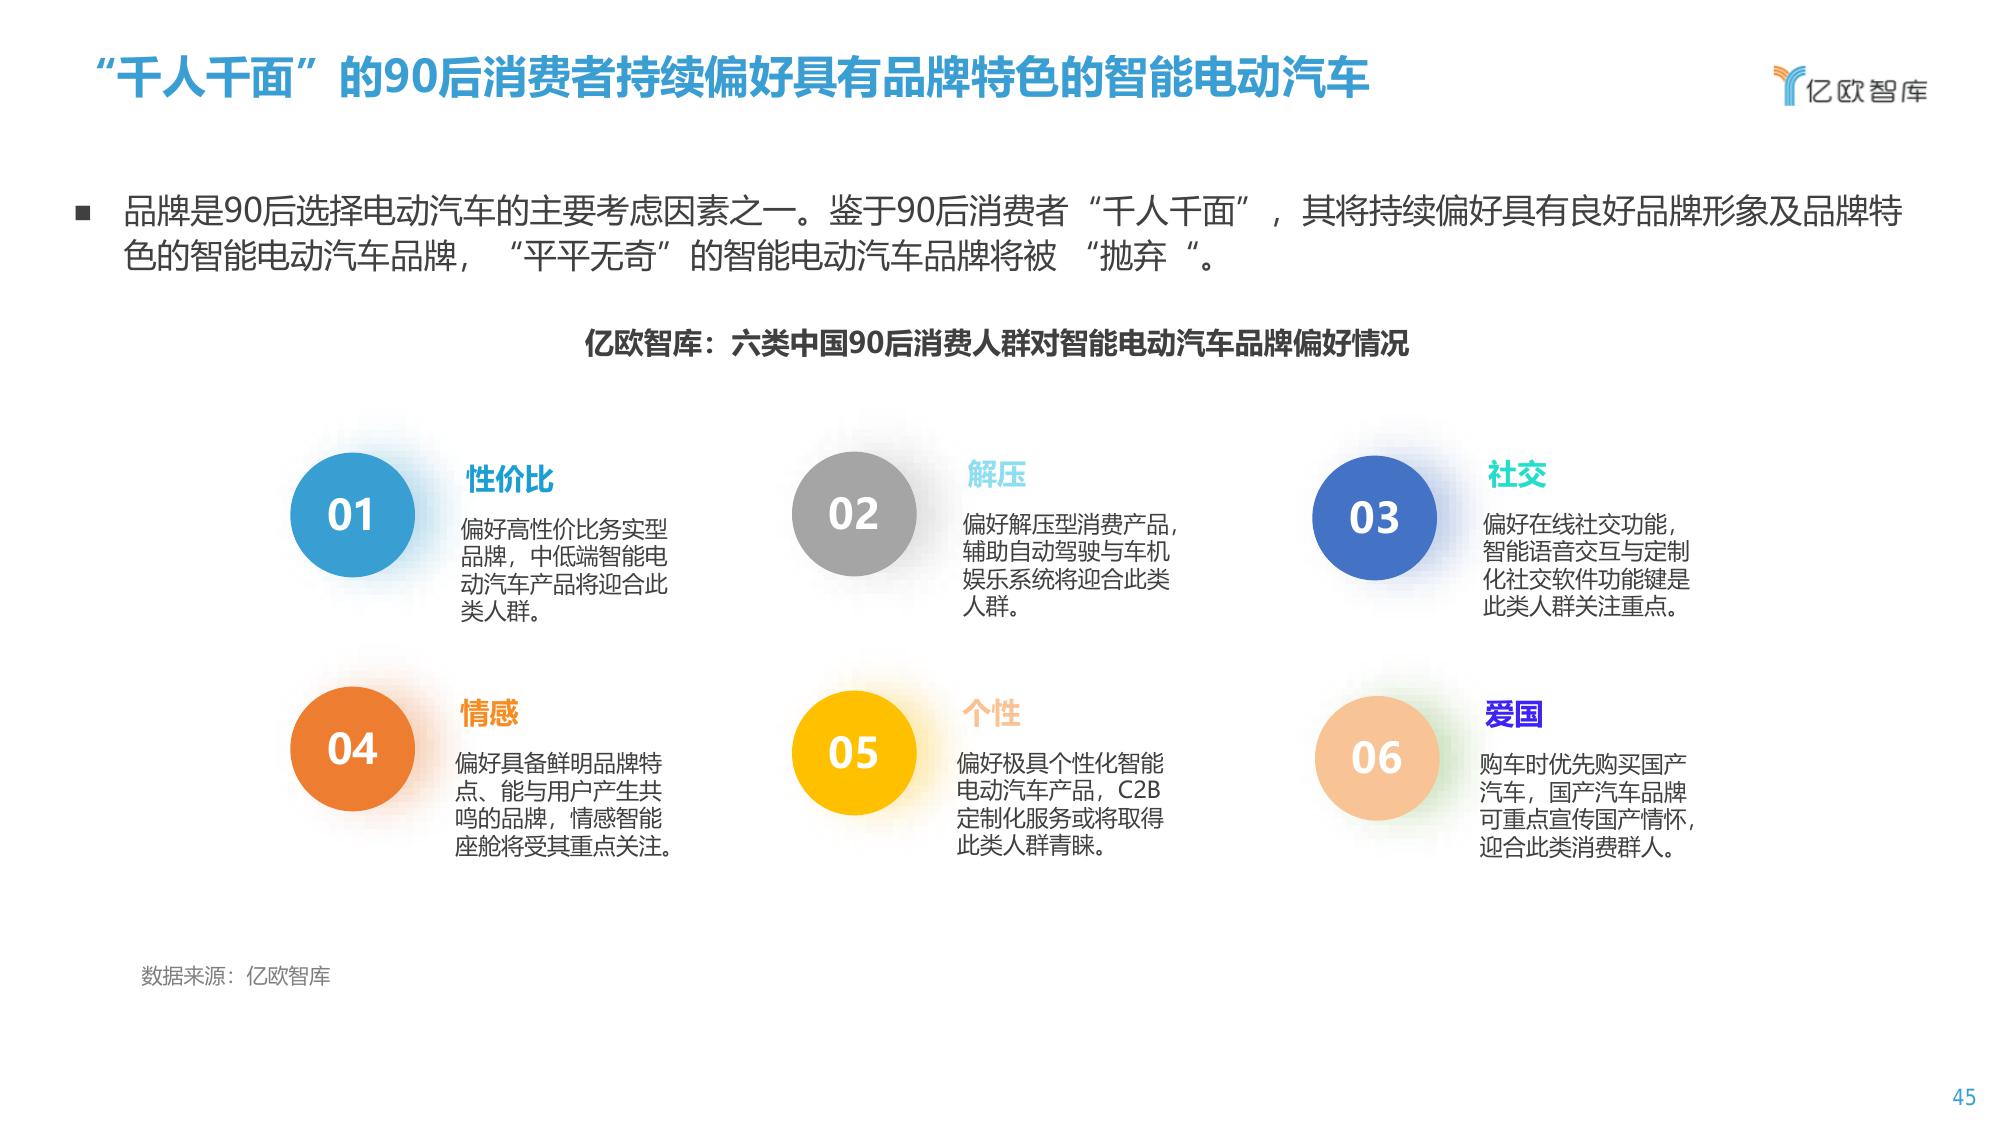 “千人千面”的90后消费者持续偏好具有品牌特色的智能电动汽车
亿欧智库
■ 品牌是90后选择电动汽车的主要考虑因素之一。鉴于90后消费者“千人千面”，其将持续偏好具有良好品牌形象及品牌特
色的智能电动汽车品牌，“平平无奇”的智能电动汽车品牌将被 “抛弃 “。
亿欧智库：六类中国90后消费人群对智能电动汽车品牌偏好情况
01
性价比
偏好高性价比务实型
品牌，中低端智能电
动汽车产品将迎合此
类人群。
02
解压
偏好解压型消费产品，
辅助自动驾驶与车机
娱乐系统将迎合此类
人群。
03
社交
偏好在线社交功能，
智能语音交互与定制
化社交软件功能键是
此类人群关注重点。
04
情感
偏好具备鲜明品牌特
点、能与用户产生共
鸣的品牌，情感智能
座舱将受其重点关注。
05
个性
偏好极具个性化智能
电动汽车产品，C2B
定制化服务或将取得
此类人群青睐。
06
爱国
购车时优先购买国产
汽车，国产汽车品牌
可重点宣传国产情怀，
迎合此类消费群人。
数据来源：亿欧智库
45